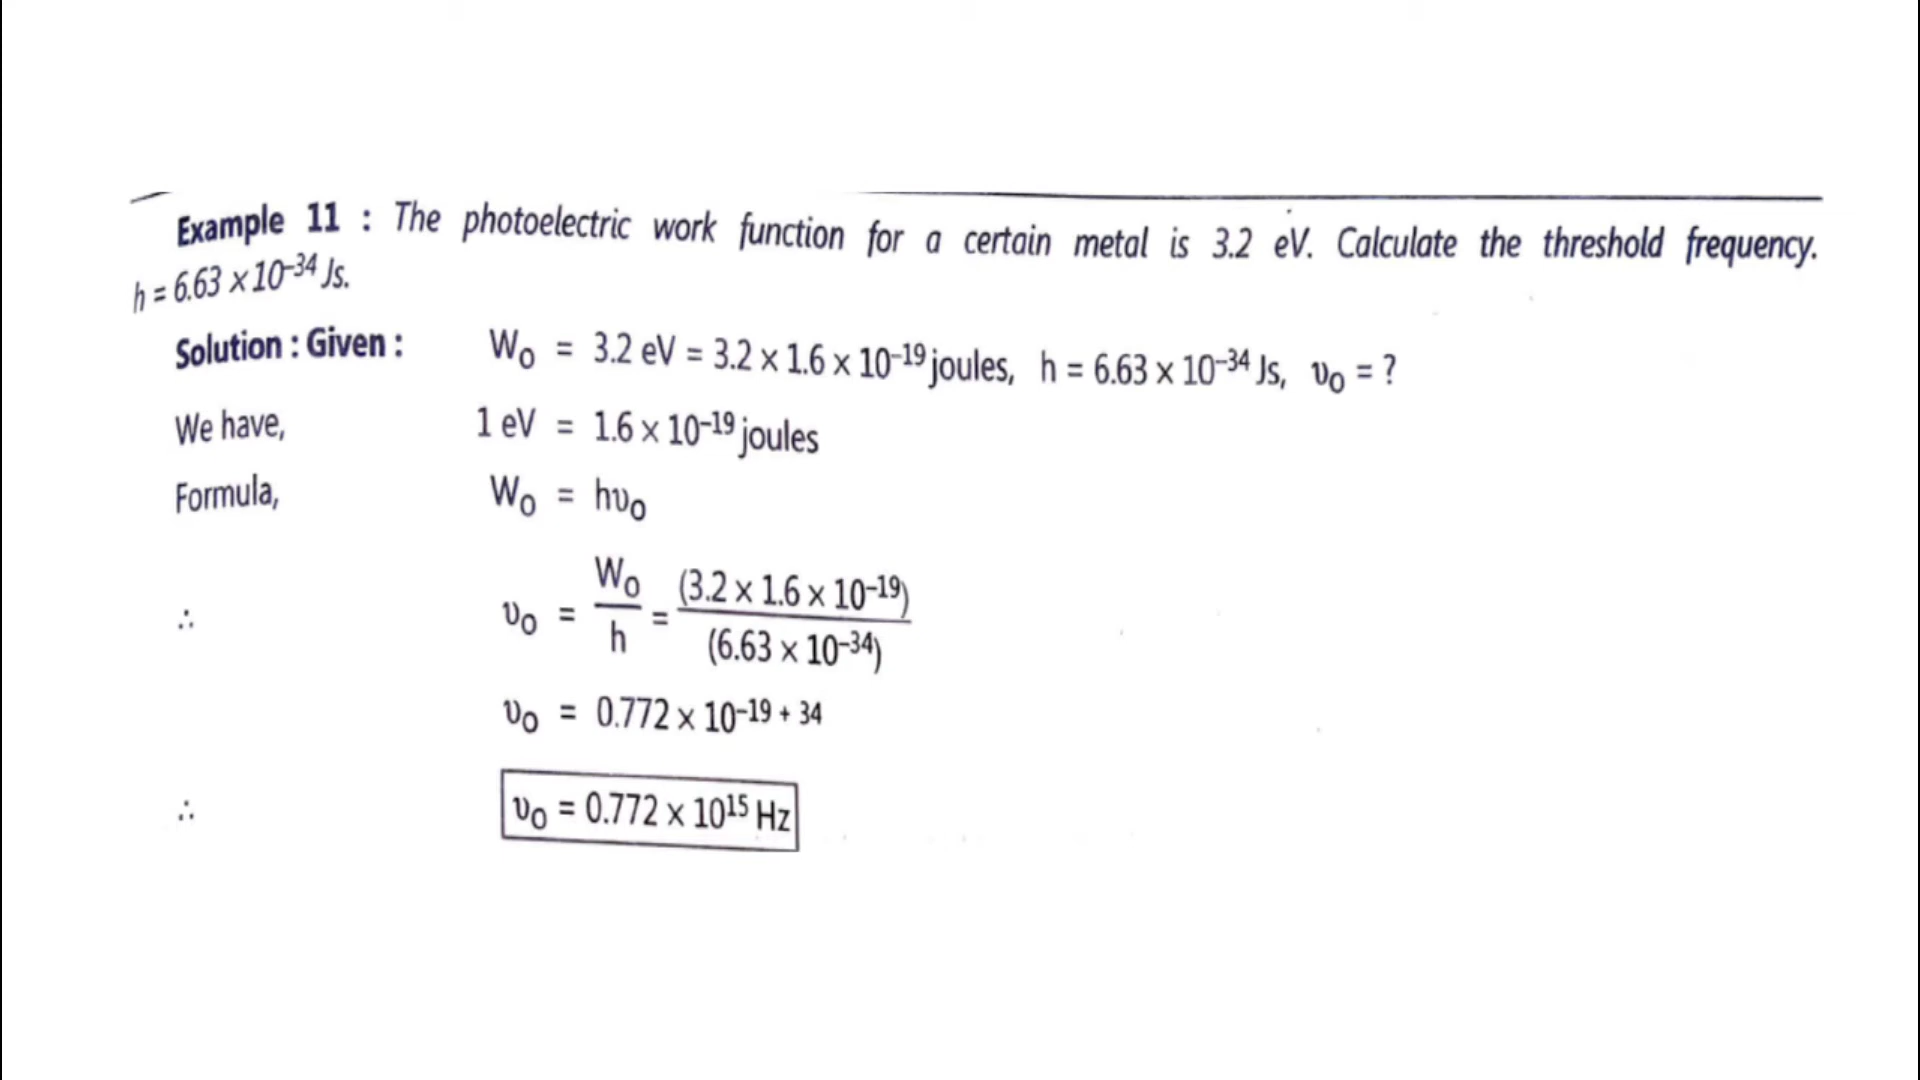 Example 11 : The photoelectric work function for a certain metal is 3.2 eV. Calculate the threshold frequency.
h = 6.63 × 10⁻³⁴ Js.
Solution : Given : W₀ = 3.2 eV = 3.2 × 1.6 × 10⁻¹⁹ joules, h = 6.63 × 10⁻³⁴ Js, υ₀ = ?
We have, 1 eV = 1.6 × 10⁻¹⁹ joules
Formula, W₀ = hυ₀
∴ υ₀ = W₀/h = (3.2 × 1.6 × 10⁻¹⁹)/(6.63 × 10⁻³⁴)
υ₀ = 0.772 × 10⁻¹⁹ ⁺ ³⁴
∴ υ₀ = 0.772 × 10¹⁵ Hz